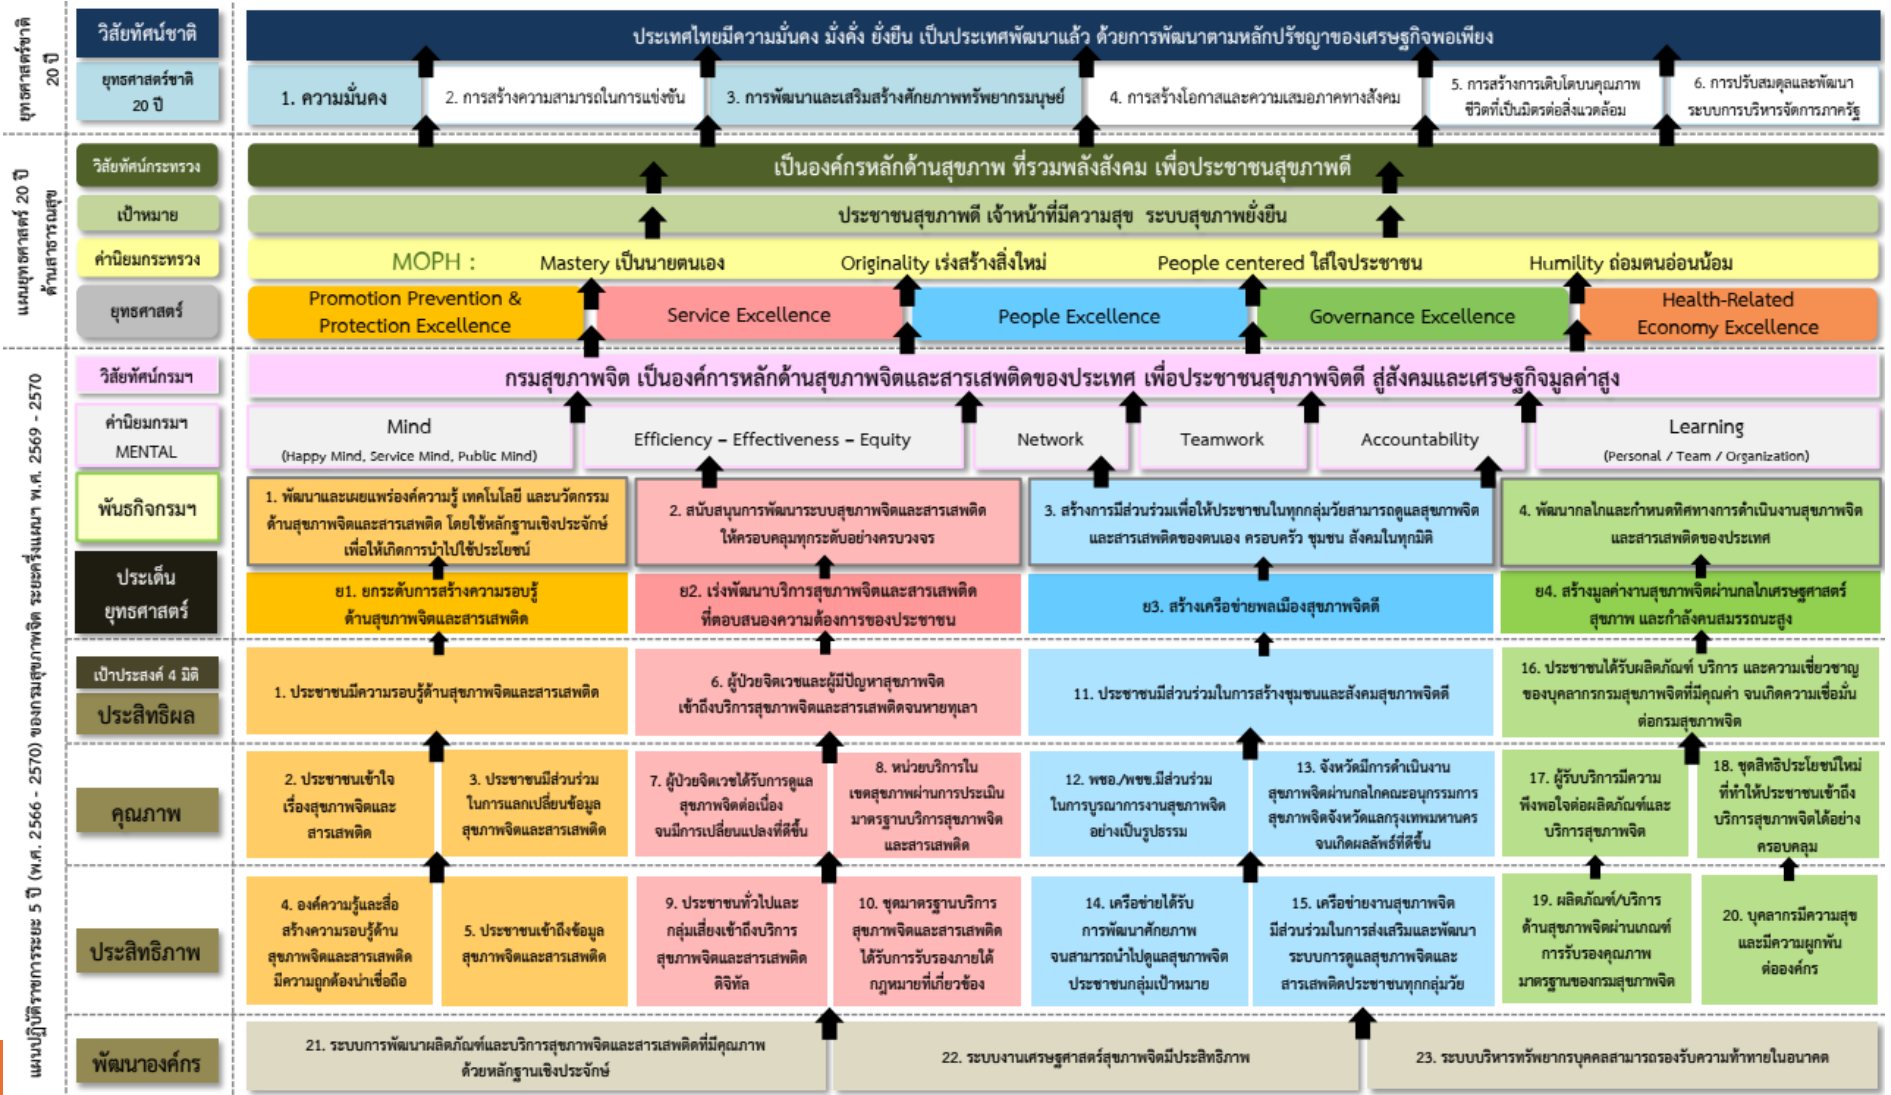 ยุทธศาสตร์ชาติ
20 ปี
วิสัยทัศน์ชาติ
ประเทศไทยมีความมั่นคง มั่งคั่ง ยั่งยืน เป็นประเทศพัฒนาแล้ว ด้วยการพัฒนาตามหลักปรัชญาของเศรษฐกิจพอเพียง
ยุทธศาสตร์ชาติ
20 ปี
1. ความมั่นคง
2. การสร้างความสามารถในการแข่งขัน
3. การพัฒนาและเสริมสร้างศักยภาพทรัพยากรมนุษย์
4. การสร้างโอกาสและความเสมอภาคทางสังคม
5. การสร้างการเติบโตบนคุณภาพ
ชีวิตที่เป็นมิตรต่อสิ่งแวดล้อม
6. การปรับสมดุลและพัฒนา
ระบบการบริหารจัดการภาครัฐ
แผนยุทธศาสตร์ 20 ปี
ด้านสาธารณสุข
วิสัยทัศน์กระทรวง
เป็นองค์กรหลักด้านสุขภาพ ที่รวมพลังสังคม เพื่อประชาชนสุขภาพดี
เป้าหมาย
ประชาชนสุขภาพดี เจ้าหน้าที่มีความสุข ระบบสุขภาพยั่งยืน
ค่านิยมกระทรวง
MOPH : Mastery เป็นนายตนเอง Originality เร่งสร้างสิ่งใหม่ People centered ใส่ใจประชาชน Humility ถ่อมตนอ่อนน้อม
ยุทธศาสตร์
Promotion Prevention &
Protection Excellence
Service Excellence
People Excellence
Governance Excellence
Health-Related
Economy Excellence
แผนปฏิบัติราชการระยะ 5 ปี (พ.ศ. 2566 - 2570) ของกรมสุขภาพจิต ระยะครึ่งแผนฯ พ.ศ. 2569 - 2570
วิสัยทัศน์กรมฯ
กรมสุขภาพจิต เป็นองค์การหลักด้านสุขภาพจิตและสารเสพติดของประเทศ เพื่อประชาชนสุขภาพจิตดี สู่สังคมและเศรษฐกิจมูลค่าสูง
ค่านิยมกรมฯ
MENTAL
Mind
(Happy Mind, Service Mind, Public Mind)
Efficiency – Effectiveness – Equity
Network
Teamwork
Accountability
Learning
(Personal / Team / Organization)
พันธกิจกรมฯ
1. พัฒนาและเผยแพร่องค์ความรู้ เทคโนโลยี และนวัตกรรม
ด้านสุขภาพจิตและสารเสพติด โดยใช้หลักฐานเชิงประจักษ์
เพื่อให้เกิดการนำไปใช้ประโยชน์
2. สนับสนุนการพัฒนาระบบสุขภาพจิตและสารเสพติด
ให้ครอบคลุมทุกระดับอย่างครบวงจร
3. สร้างการมีส่วนร่วมเพื่อให้ประชาชนในทุกกลุ่มวัยสามารถดูแลสุขภาพจิต
และสารเสพติดของตนเอง ครอบครัว ชุมชน สังคมในทุกมิติ
4. พัฒนากลไกและกำหนดทิศทางการดำเนินงานสุขภาพจิต
และสารเสพติดของประเทศ
ประเด็น
ยุทธศาสตร์
ย1. ยกระดับการสร้างความรอบรู้
ด้านสุขภาพจิตและสารเสพติด
ย2. เร่งพัฒนาบริการสุขภาพจิตและสารเสพติด
ที่ตอบสนองความต้องการของประชาชน
ย3. สร้างเครือข่ายพลเมืองสุขภาพจิตดี
ย4. สร้างมูลค่างานสุขภาพจิตผ่านกลไกเศรษฐศาสตร์
สุขภาพ และกำลังคนสมรรถนะสูง
เป้าประสงค์ 4 มิติ
ประสิทธิผล
1. ประชาชนมีความรอบรู้ด้านสุขภาพจิตและสารเสพติด
6. ผู้ป่วยจิตเวชและผู้มีปัญหาสุขภาพจิต
เข้าถึงบริการสุขภาพจิตและสารเสพติดจนหายทุเลา
11. ประชาชนมีส่วนร่วมในการสร้างชุมชนและสังคมสุขภาพจิตดี
16. ประชาชนได้รับผลิตภัณฑ์ บริการ และความเชี่ยวชาญ
ของบุคลากรกรมสุขภาพจิตที่มีคุณค่า จนเกิดความเชื่อมั่น
ต่อกรมสุขภาพจิต
คุณภาพ
2. ประชาชนเข้าใจ
เรื่องสุขภาพจิตและ
สารเสพติด
3. ประชาชนมีส่วนร่วม
ในการแลกเปลี่ยนข้อมูล
สุขภาพจิตและสารเสพติด
7. ผู้ป่วยจิตเวชได้รับการดูแล
สุขภาพจิตต่อเนื่อง
จนมีการเปลี่ยนแปลงที่ดีขึ้น
8. หน่วยบริการใน
เขตสุขภาพผ่านการประเมิน
มาตรฐานบริการสุขภาพจิต
และสารเสพติด
12. พชอ./พชข.มีส่วนร่วม
ในการบูรณาการงานสุขภาพจิต
อย่างเป็นรูปธรรม
13. จังหวัดมีการดำเนินงาน
สุขภาพจิตผ่านกลไกคณะอนุกรรมการ
สุขภาพจิตจังหวัดแลกรุงเทพมหานคร
จนเกิดผลลัพธ์ที่ดีขึ้น
17. ผู้รับบริการมีความ
พึงพอใจต่อผลิตภัณฑ์และ
บริการสุขภาพจิต
18. ชุดสิทธิประโยชน์ใหม่
ที่ทำให้ประชาชนเข้าถึง
บริการสุขภาพจิตได้อย่าง
ครอบคลุม
ประสิทธิภาพ
4. องค์ความรู้และสื่อ
สร้างความรอบรู้ด้าน
สุขภาพจิตและสารเสพติด
มีความถูกต้องน่าเชื่อถือ
5. ประชาชนเข้าถึงข้อมูล
สุขภาพจิตและสารเสพติด
9. ประชาชนทั่วไปและ
กลุ่มเสี่ยงเข้าถึงบริการ
สุขภาพจิตและสารเสพติด
ดิจิทัล
10. ชุดมาตรฐานบริการ
สุขภาพจิตและสารเสพติด
ได้รับการรับรองภายใต้
กฎหมายที่เกี่ยวข้อง
14. เครือข่ายได้รับ
การพัฒนาศักยภาพ
จนสามารถนำไปดูแลสุขภาพจิต
ประชาชนกลุ่มเป้าหมาย
15. เครือข่ายงานสุขภาพจิต
มีส่วนร่วมในการส่งเสริมและพัฒนา
ระบบการดูแลสุขภาพจิตและ
สารเสพติดประชาชนทุกกลุ่มวัย
19. ผลิตภัณฑ์/บริการ
ด้านสุขภาพจิตผ่านเกณฑ์
การรับรองคุณภาพ
มาตรฐานของกรมสุขภาพจิต
20. บุคลากรมีความสุข
และมีความผูกพัน
ต่อองค์กร
พัฒนาองค์กร
21. ระบบการพัฒนาผลิตภัณฑ์และบริการสุขภาพจิตและสารเสพติดที่มีคุณภาพ
ด้วยหลักฐานเชิงประจักษ์
22. ระบบงานเศรษฐศาสตร์สุขภาพจิตมีประสิทธิภาพ
23. ระบบบริหารทรัพยากรบุคคลสามารถรองรับความท้าทายในอนาคต